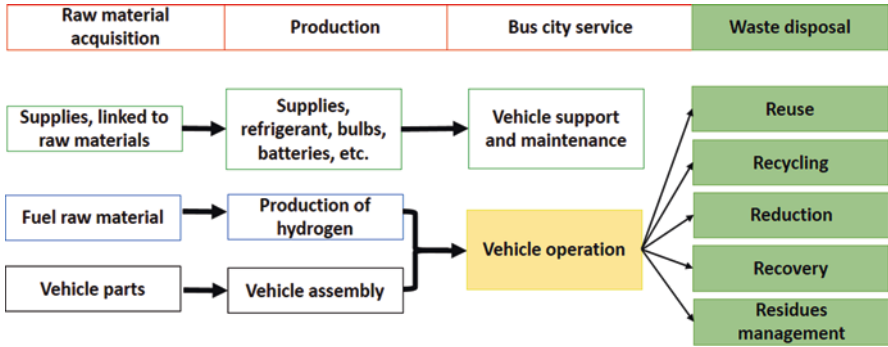 Raw material
acquisition
Production
Bus city service
Waste disposal
Supplies, linked to
raw materials
Supplies,
refrigerant, bulbs,
batteries, etc.
Vehicle support
and maintenance
Reuse
Recycling
Fuel raw material
Production of
hydrogen
Vehicle operation
Reduction
Recovery
Vehicle parts
Vehicle assembly
Residues
management